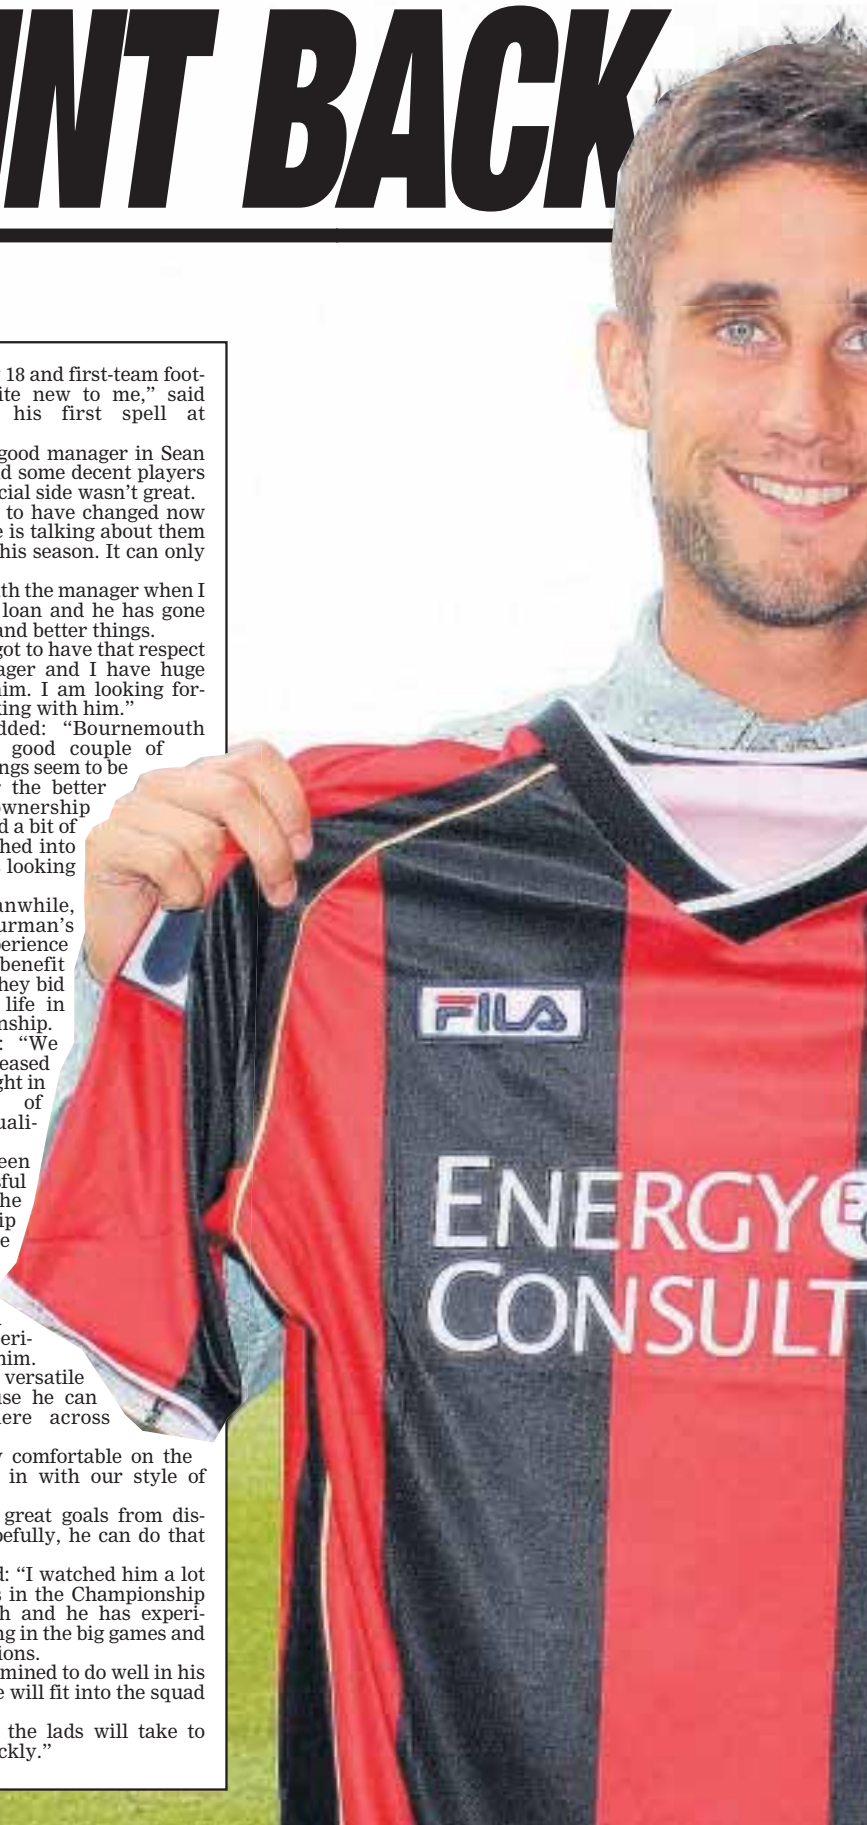 NT BACK
18 and first-team foot-
ite new to me,” said
his first spell at
good manager in Sean
d some decent players
cial side wasn’t great.
to have changed now
e is talking about them
his season. It can only
th the manager when I
loan and he has gone
and better things.
got to have that respect
ager and I have huge
im. I am looking for-
king with him.”
dded: “Bournemouth
good couple of
ngs seem to be
the better
ownership
d a bit of
hed into
looking
anwhile,
urman’s
perience
benefit
hey bid
life in
nship.
: “We
eased
ght in
of
uali-
een
ful
he
ip
e
eri-
him.
versatile
use he can
ere across
y comfortable on the
in with our style of
great goals from dis-
pefully, he can do that
d: “I watched him a lot
s in the Championship
h and he has experi-
ng in the big games and
ions.
mined to do well in his
e will fit into the squad
the lads will take to
ckly.”
FILA
ENERGY
CONSULT